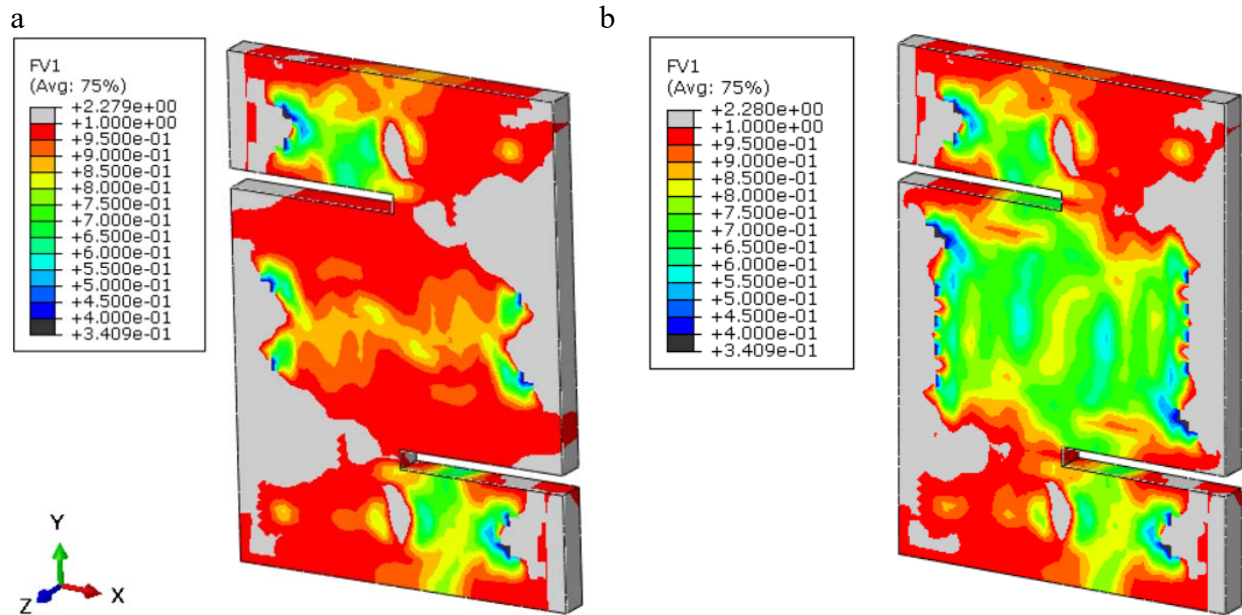 a
b
FV1
(Avg: 75%)
+2.279e+00
+1.000e+00
+9.500e-01
+9.000e-01
+8.500e-01
+8.000e-01
+7.500e-01
+7.000e-01
+6.500e-01
+6.000e-01
+5.500e-01
+5.000e-01
+4.500e-01
+4.000e-01
+3.409e-01
FV1
(Avg: 75%)
+2.280e+00
+1.000e+00
+9.500e-01
+9.000e-01
+8.500e-01
+8.000e-01
+7.500e-01
+7.000e-01
+6.500e-01
+6.000e-01
+5.500e-01
+5.000e-01
+4.500e-01
+4.000e-01
+3.409e-01
Y
Z
X